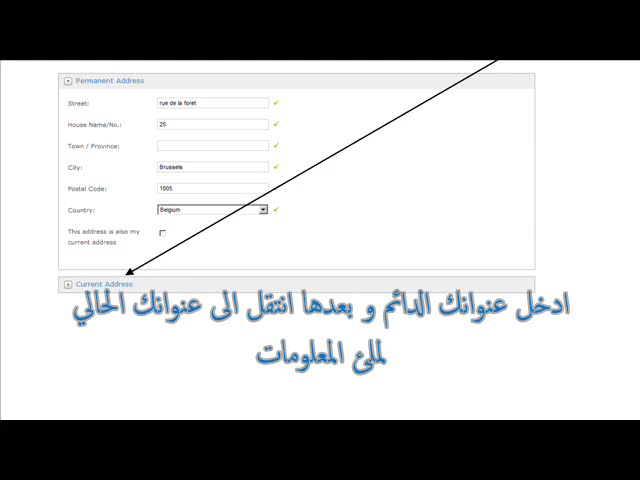 Permanent Address
Street: rue de la foret
House Name/No.: 25
Town / Province:
City: Brussels
Postal Code: 1005
Country: Belgium
This address is also my
current address
Current Address
ادخل عنوانك الدائم و بعدها انتقل الى عنوانك الحالي
لملئ المعلومات